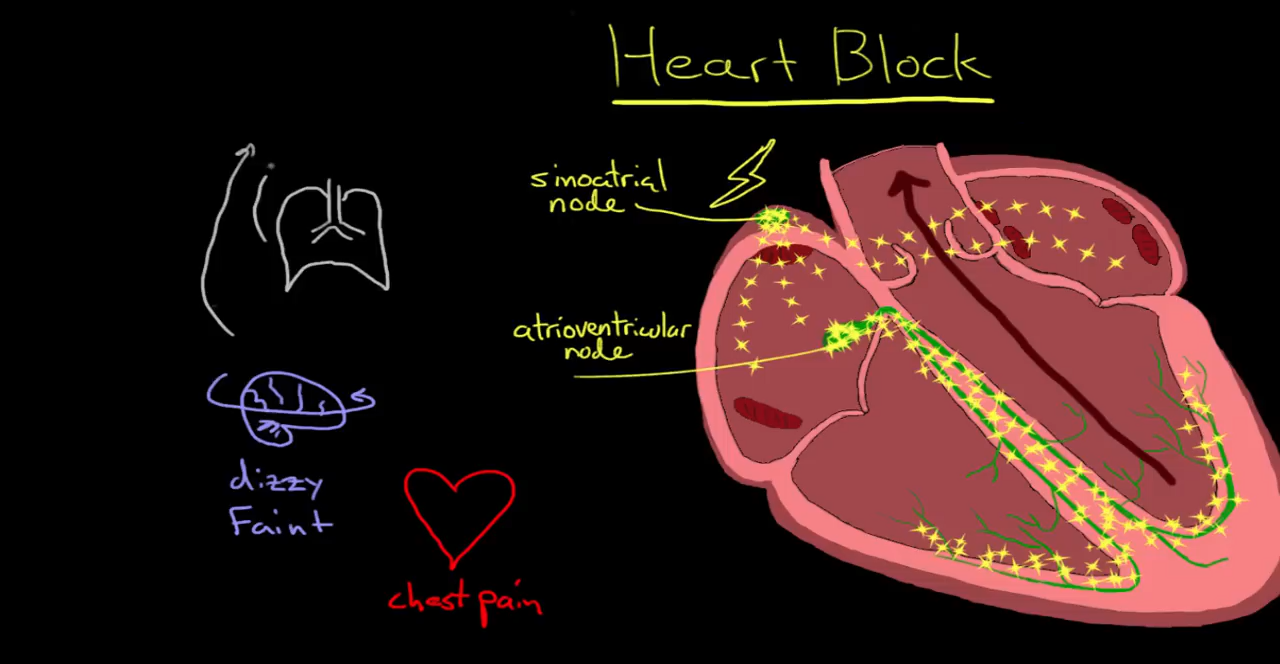 Heart Block
sinoatrial
node
atrioventricular
node
dizzy
Faint
chest pain